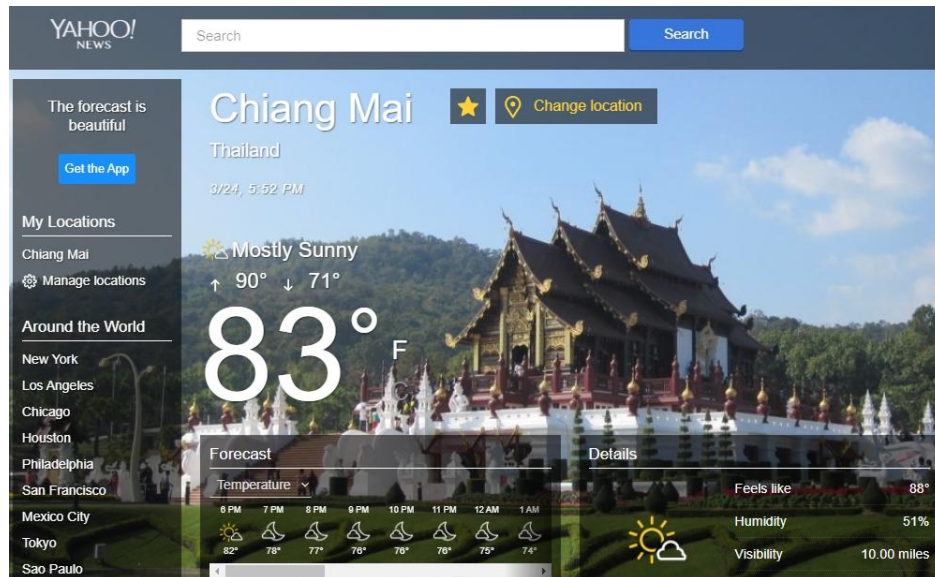 YAHOO!
NEWS
Search
Search
The forecast is
beautiful
Get the App
My Locations
Chiang Mai
Manage locations
Around the World
New York
Los Angeles
Chicago
Houston
Philadelphia
San Francisco
Mexico City
Tokyo
Sao Paulo
Chiang Mai
Change location
Thailand
3/24, 5:52 PM
Mostly Sunny
↑ 90° ↓ 71°
83° F
C
Forecast
Temperature
6 PM 7 PM 8 PM 9 PM 10 PM 11 PM 12 AM 1 AM
82° 78° 77° 76° 76° 76° 75° 74°
Details
Feels like 88°
Humidity 51%
Visibility 10.00 miles